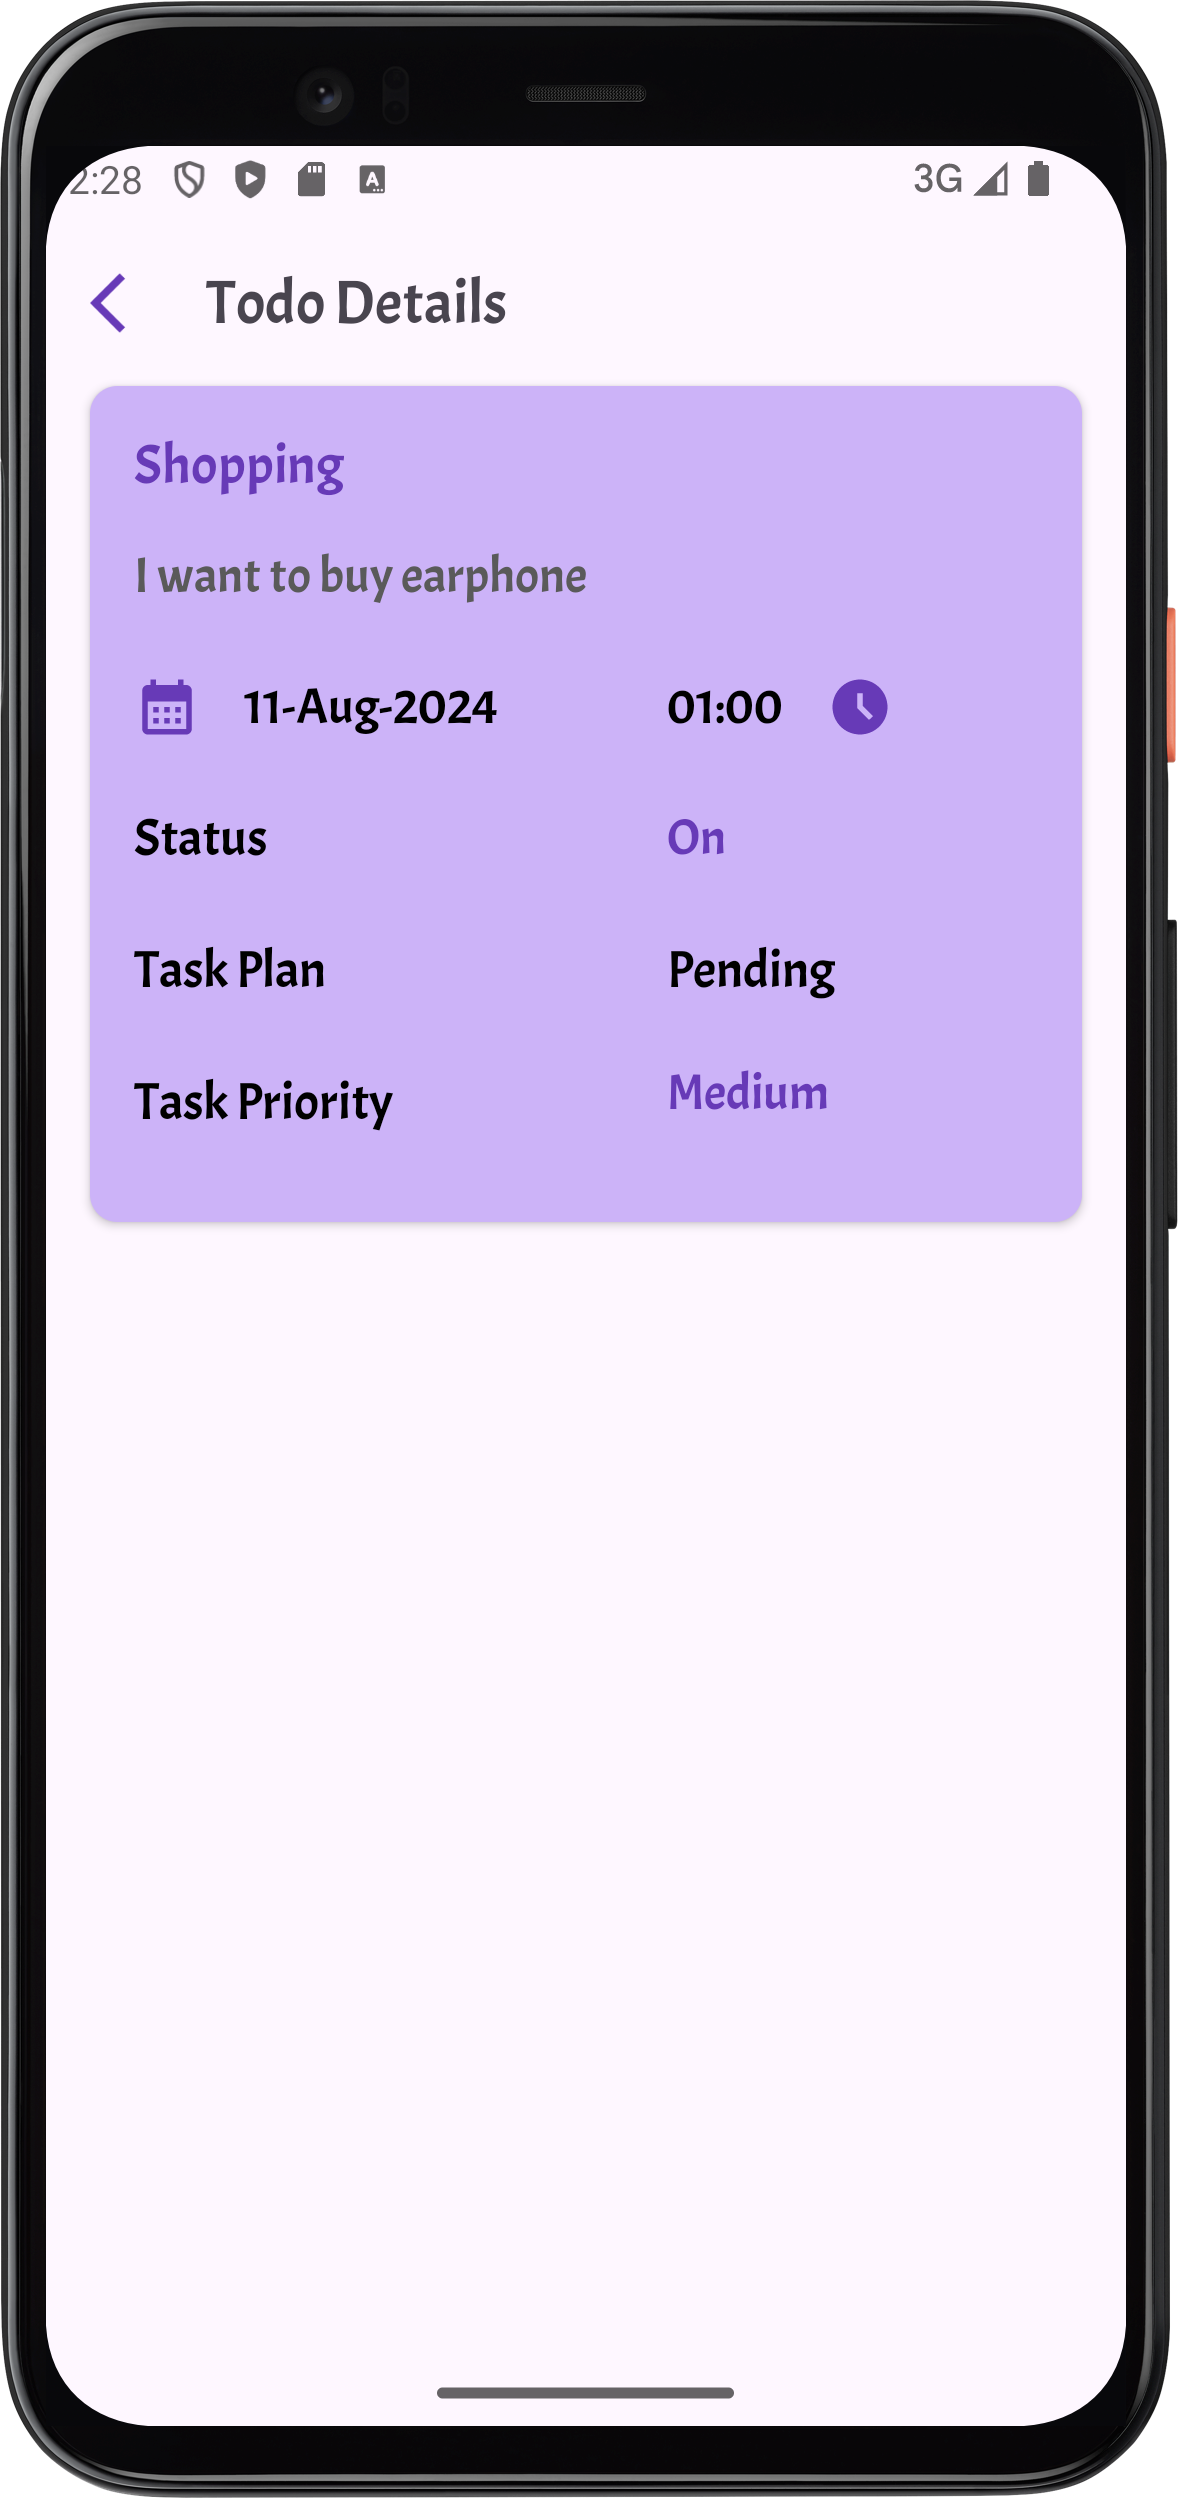 2:28 3G
Todo Details
Shopping
I want to buy earphone
11-Aug-2024 01:00
Status On
Task Plan Pending
Task Priority Medium